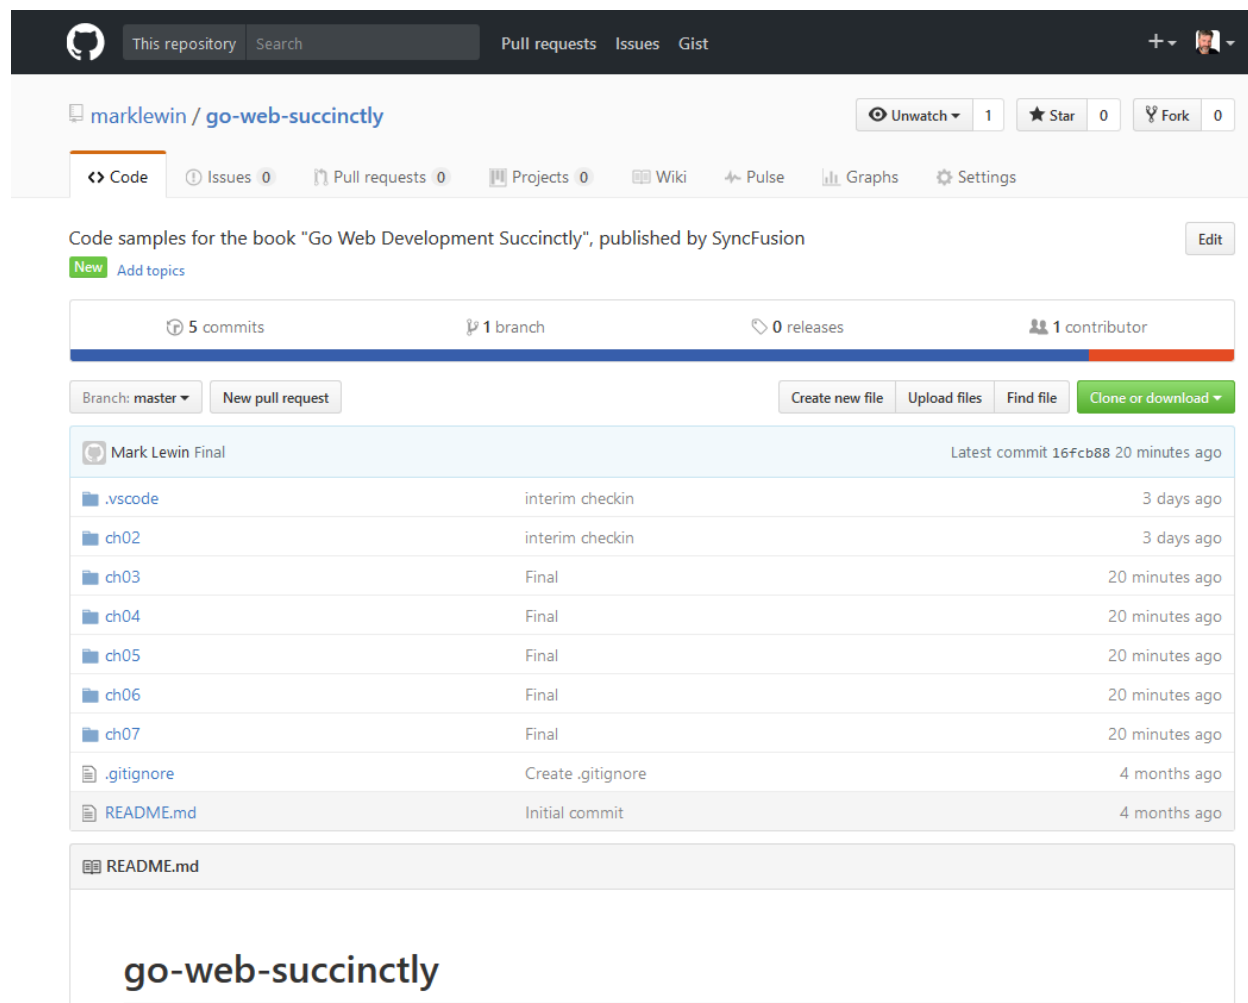 This repository Search Pull requests Issues Gist
marklewin / go-web-succinctly Unwatch 1 Star 0 Fork 0
Code Issues 0 Pull requests 0 Projects 0 Wiki Pulse Graphs Settings
Code samples for the book "Go Web Development Succinctly", published by SyncFusion Edit
New Add topics
5 commits 1 branch 0 releases 1 contributor
Branch: master New pull request Create new file Upload files Find file Clone or download
Mark Lewin Final Latest commit 16fcb88 20 minutes ago
.vscode interim checkin 3 days ago
ch02 interim checkin 3 days ago
ch03 Final 20 minutes ago
ch04 Final 20 minutes ago
ch05 Final 20 minutes ago
ch06 Final 20 minutes ago
ch07 Final 20 minutes ago
.gitignore Create .gitignore 4 months ago
README.md Initial commit 4 months ago
README.md
go-web-succinctly